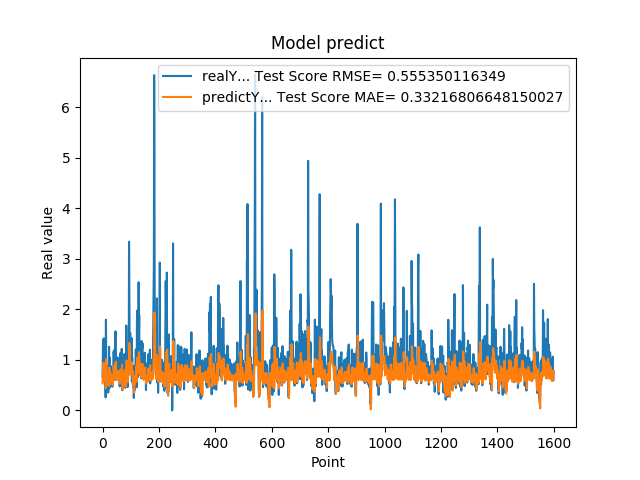 Model predict
realY... Test Score RMSE= 0.555350116349
predictY... Test Score MAE= 0.33216806648150027
Real value
6
5
4
3
2
1
0
0 200 400 600 800 1000 1200 1400 1600
Point